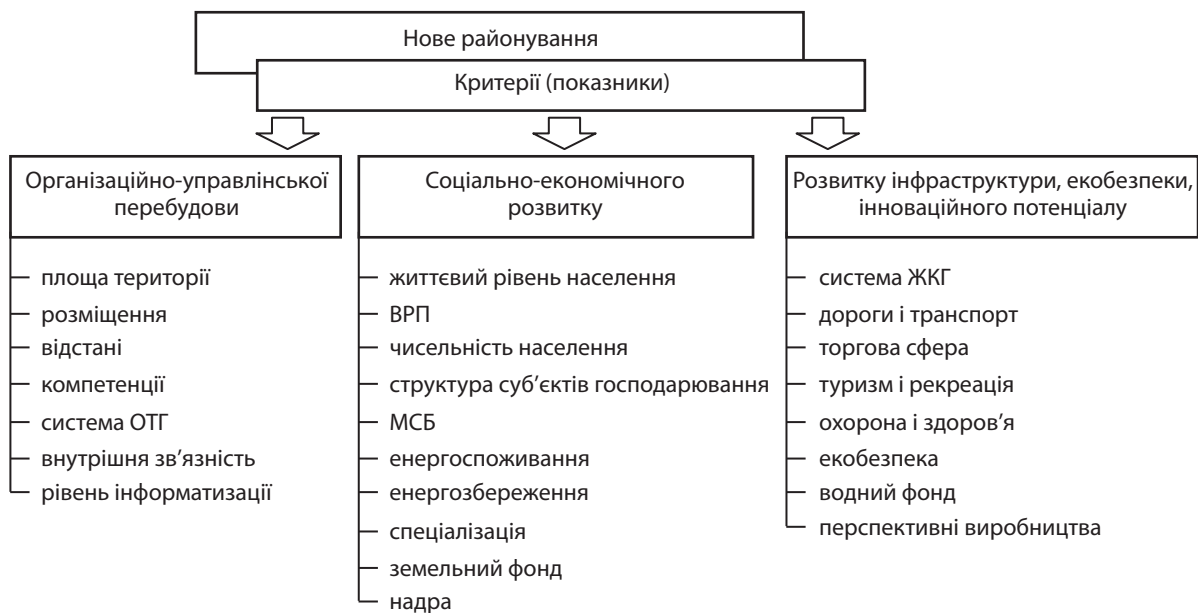 Нове районування
Критерії (показники)
Організаційно-управлінської
перебудови
площа території
розміщення
відстані
компетенції
система ОТГ
внутрішня зв'язність
рівень інформатизації
Соціально-економічного
розвитку
життєвий рівень населення
ВРП
чисельність населення
структура суб'єктів господарювання
МСБ
енергоспоживання
енергозбереження
спеціалізація
земельний фонд
надра
Розвитку інфраструктури, екобезпеки,
інноваційного потенціалу
система ЖКГ
дороги і транспорт
торгова сфера
туризм і рекреація
охорона і здоров'я
екобезпека
водний фонд
перспективні виробництва